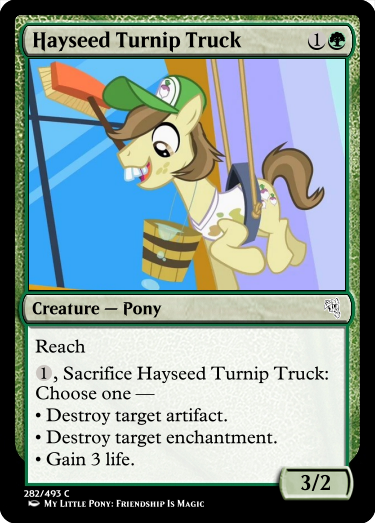 Hayseed Turnip Truck 1
Creature — Pony
Reach
1, Sacrifice Hayseed Turnip Truck:
Choose one —
• Destroy target artifact.
• Destroy target enchantment.
• Gain 3 life.
3/2
282/493 C
My Little Pony: Friendship Is Magic